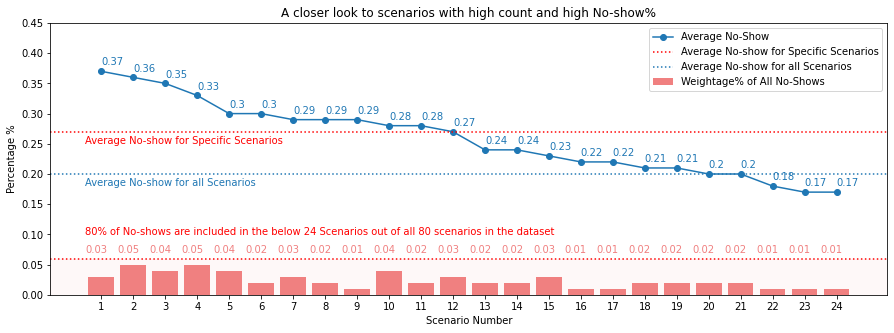 A closer look to scenarios with high count and high No-show%
0.45
0.40
0.35
0.30
0.25
0.20
0.15
0.10
0.05
0.00
Percentage %
Average No-Show
Average No-show for Specific Scenarios
Average No-show for all Scenarios
Weightage% of All No-Shows
0.37 0.36 0.35 0.33 0.3 0.3 0.29 0.29 0.29 0.28 0.28 0.27 0.24 0.24 0.23 0.22 0.22 0.21 0.21 0.2 0.2 0.18 0.17 0.17
Average No-show for Specific Scenarios
Average No-show for all Scenarios
80% of No-shows are included in the below 24 Scenarios out of all 80 scenarios in the dataset
0.03 0.05 0.04 0.05 0.04 0.02 0.03 0.02 0.01 0.04 0.02 0.03 0.02 0.02 0.03 0.01 0.01 0.02 0.02 0.02 0.02 0.01 0.01 0.01
1 2 3 4 5 6 7 8 9 10 11 12 13 14 15 16 17 18 19 20 21 22 23 24
Scenario Number